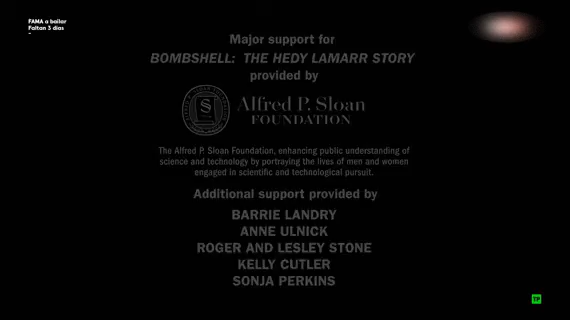 FAMA a bailar
Faltan 3 días
Major support for
BOMBSHELL: THE HEDY LAMARR STORY
provided by
Alfred P. Sloan
FOUNDATION
The Alfred P. Sloan Foundation, enhancing public understanding of
science and technology by portraying the lives of men and women
engaged in scientific and technological pursuit.
Additional support provided by
BARRIE LANDRY
ANNE ULNICK
ROGER AND LESLEY STONE
KELLY CUTLER
SONJA PERKINS
TP